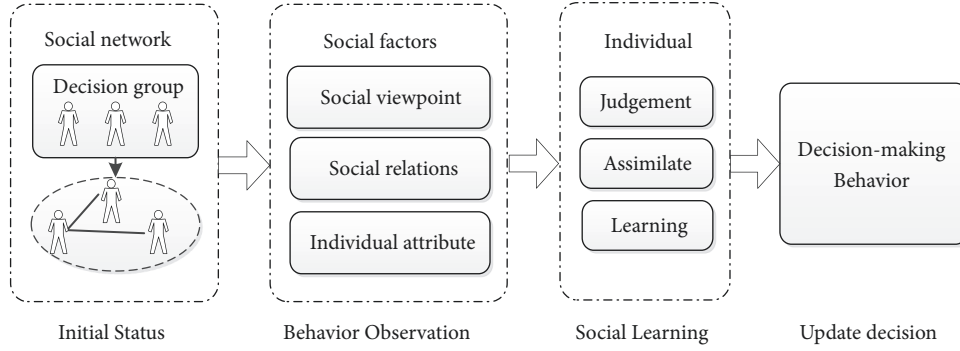 Social network
Decision group
Initial Status
Social factors
Social viewpoint
Social relations
Individual attribute
Behavior Observation
Individual
Judgement
Assimilate
Learning
Social Learning
Decision-making
Behavior
Update decision